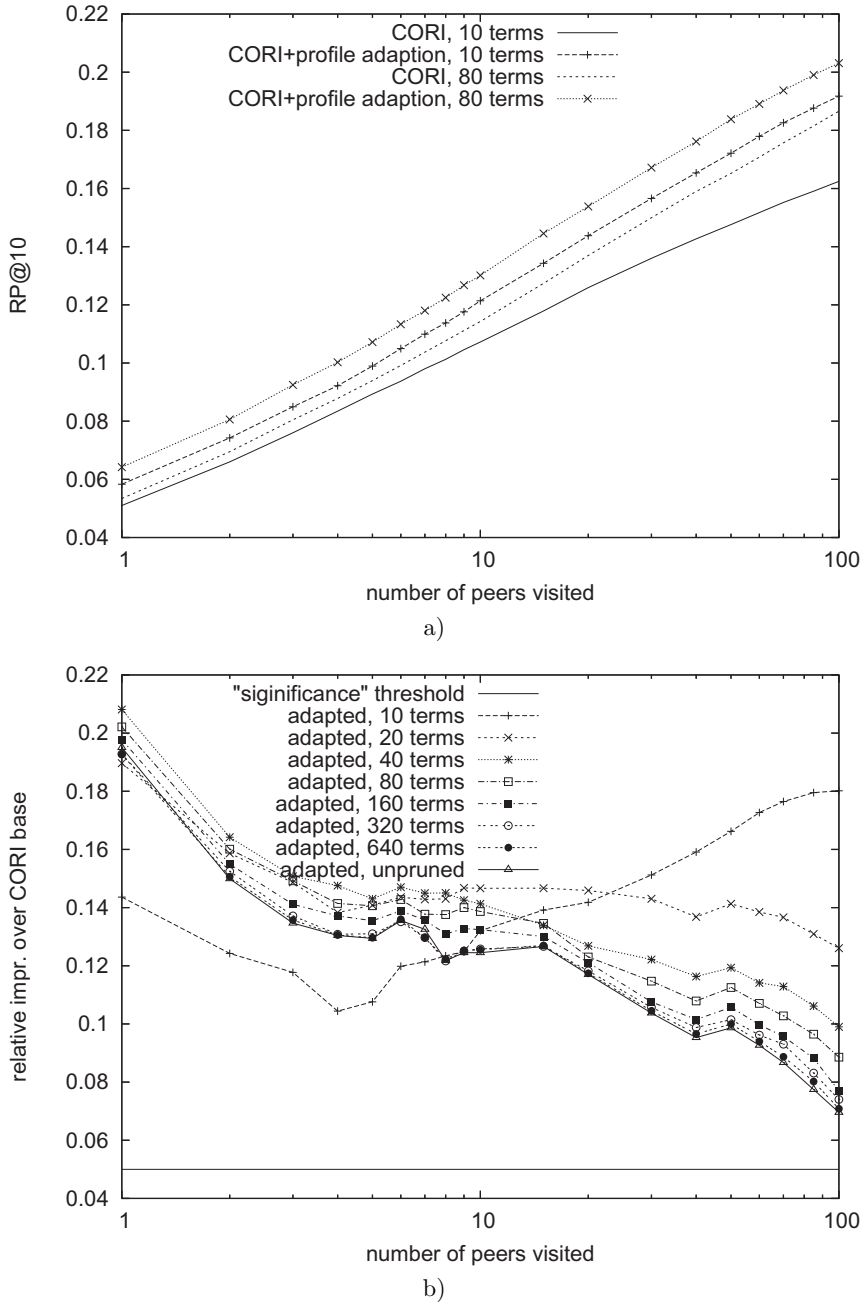 0.22
0.2
0.18
0.16
0.14
0.12
0.1
0.08
0.06
0.04
RP@10
CORI, 10 terms
CORI+profile adaption, 10 terms
CORI, 80 terms
CORI+profile adaption, 80 terms
1
10
100
number of peers visited
a)
0.22
0.2
0.18
0.16
0.14
0.12
0.1
0.08
0.06
0.04
relative impr. over CORI base
"siginificance" threshold
adapted, 10 terms
adapted, 20 terms
adapted, 40 terms
adapted, 80 terms
adapted, 160 terms
adapted, 320 terms
adapted, 640 terms
adapted, unpruned
1
10
100
number of peers visited
b)